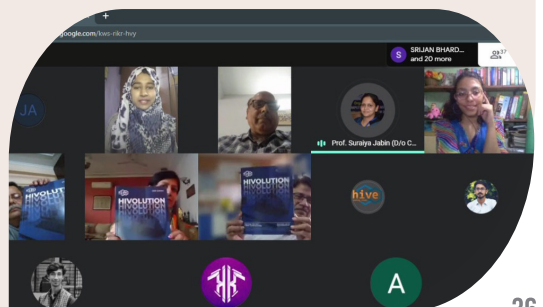 +
google.com/kws-rikr-hvy
S
SRIJAN BHARD...
and 20 more
37
JA
Prof. Suraiya Jabin (D/o C...
HIVOLUTION
HIVOLUTION
HIVOLUTION
hive
A
26